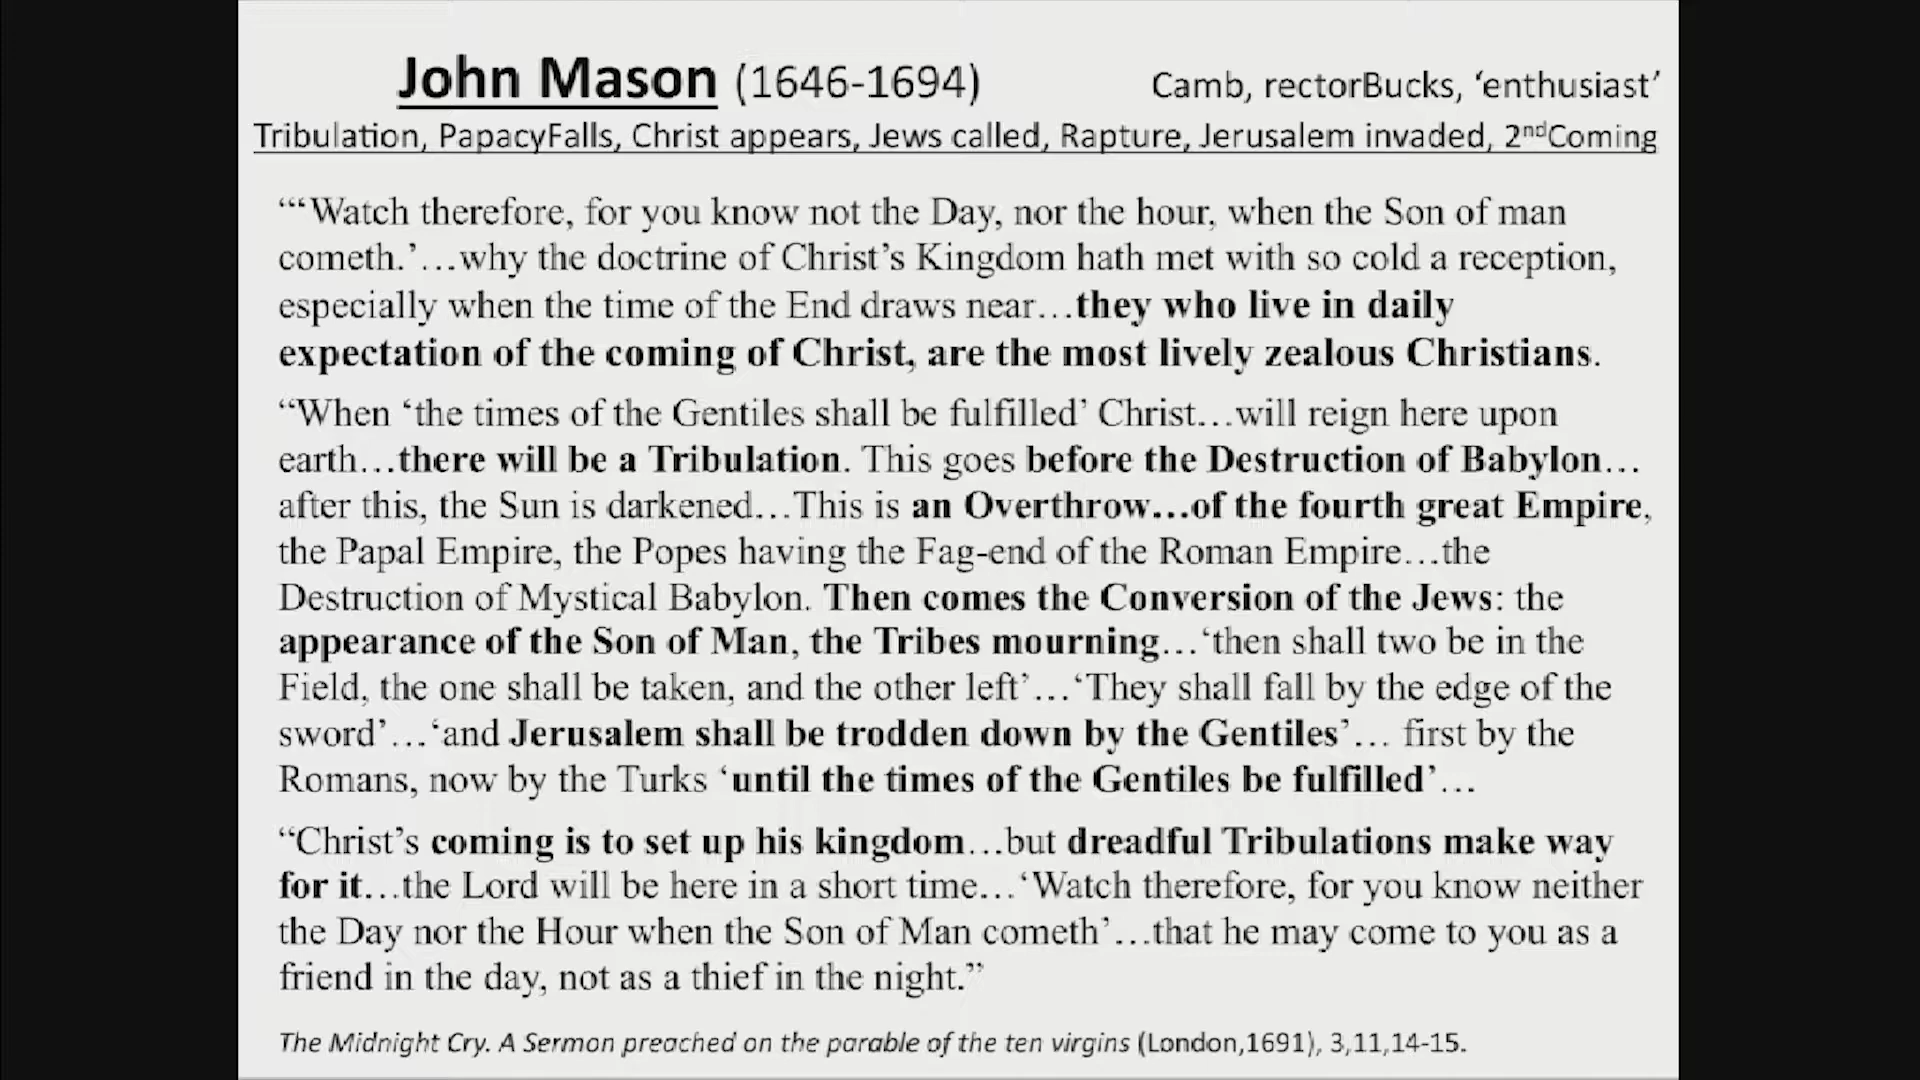 John Mason (1646-1694) Camb, rectorBucks, ‘enthusiast’
Tribulation, PapacyFalls, Christ appears, Jews called, Rapture, Jerusalem invaded, 2ndComing
“‘Watch therefore, for you know not the Day, nor the hour, when the Son of man
cometh.’…why the doctrine of Christ’s Kingdom hath met with so cold a reception,
especially when the time of the End draws near…they who live in daily
expectation of the coming of Christ, are the most lively zealous Christians.
“When ‘the times of the Gentiles shall be fulfilled’ Christ…will reign here upon
earth…there will be a Tribulation. This goes before the Destruction of Babylon…
after this, the Sun is darkened…This is an Overthrow…of the fourth great Empire,
the Papal Empire, the Popes having the Fag-end of the Roman Empire…the
Destruction of Mystical Babylon. Then comes the Conversion of the Jews: the
appearance of the Son of Man, the Tribes mourning…‘then shall two be in the
Field, the one shall be taken, and the other left’…‘They shall fall by the edge of the
sword’…‘and Jerusalem shall be trodden down by the Gentiles’… first by the
Romans, now by the Turks ‘until the times of the Gentiles be fulfilled’…
“Christ’s coming is to set up his kingdom…but dreadful Tribulations make way
for it…the Lord will be here in a short time…‘Watch therefore, for you know neither
the Day nor the Hour when the Son of Man cometh’…that he may come to you as a
friend in the day, not as a thief in the night.”
The Midnight Cry. A Sermon preached on the parable of the ten virgins (London,1691), 3,11,14-15.